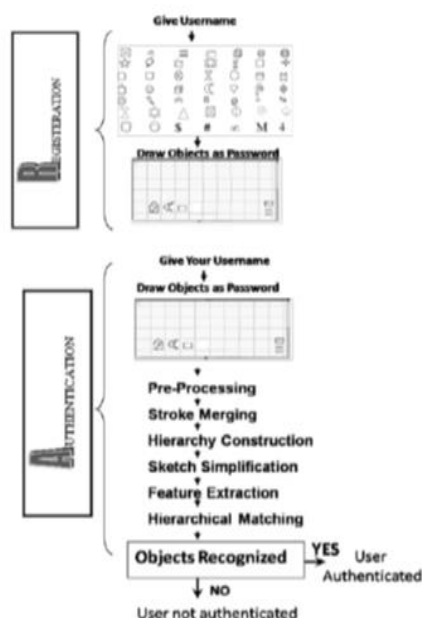 Give Username
$ # M 4
Draw Objects as Password
REGISTERATION
Give Your Username
Draw Objects as Password
AUTHENTICATION
Pre-Processing
Stroke Merging
Hierarchy Construction
Sketch Simplification
Feature Extraction
Hierarchical Matching
Objects Recognized
YES
User
Authenticated
NO
User not authenticated